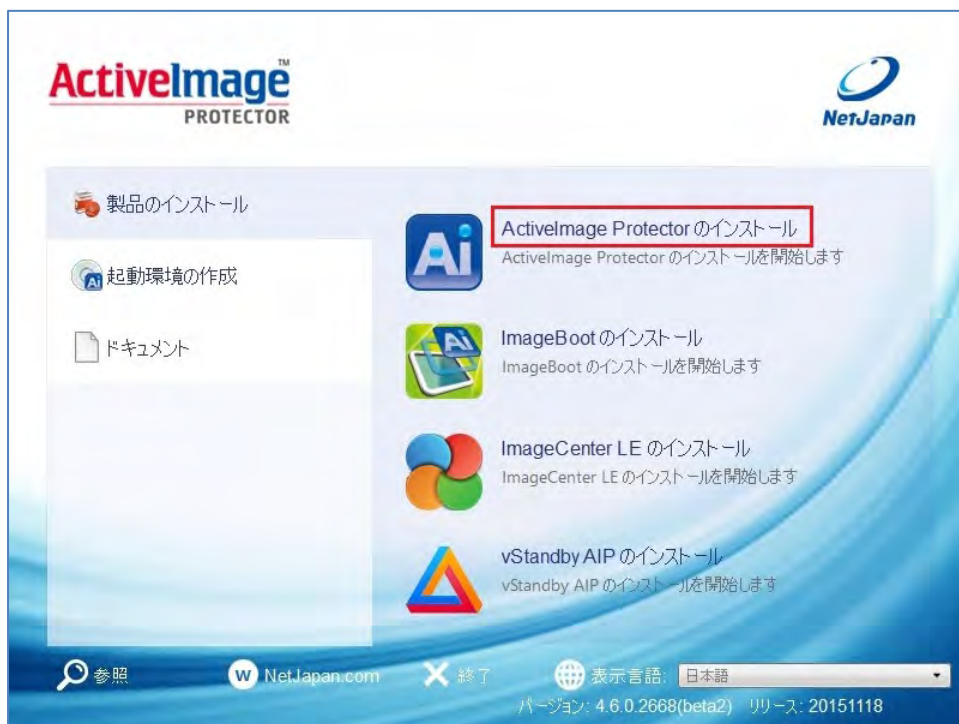 ActiveImage™
PROTECTOR
NetJapan
製品のインストール
起動環境の作成
ドキュメント
ActiveImage Protector のインストール
ActiveImage Protector のインストールを開始します
ImageBoot のインストール
ImageBoot のインストールを開始します
ImageCenter LE のインストール
ImageCenter LE のインストールを開始します
vStandby AIP のインストール
vStandby AIP のインストールを開始します
参照
W NetJapan.com
終了
表示言語: 日本語
バージョン: 4.6.0.2668(beta2) リリース: 20151118